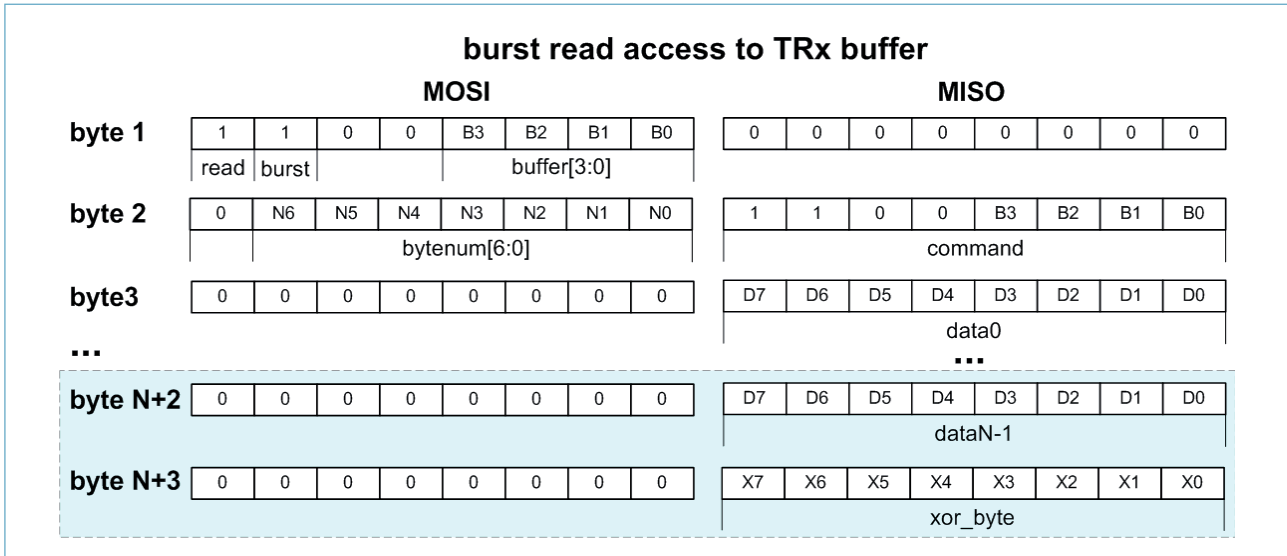 burst read access to TRx buffer
MOSI MISO
byte 1 1 1 0 0 B3 B2 B1 B0 0 0 0 0 0 0 0 0
read burst buffer[3:0]
byte 2 0 N6 N5 N4 N3 N2 N1 N0 1 1 0 0 B3 B2 B1 B0
bytenum[6:0] command
byte3 0 0 0 0 0 0 0 0 D7 D6 D5 D4 D3 D2 D1 D0
data0
... ...
byte N+2 0 0 0 0 0 0 0 0 D7 D6 D5 D4 D3 D2 D1 D0
dataN-1
byte N+3 0 0 0 0 0 0 0 0 X7 X6 X5 X4 X3 X2 X1 X0
xor_byte